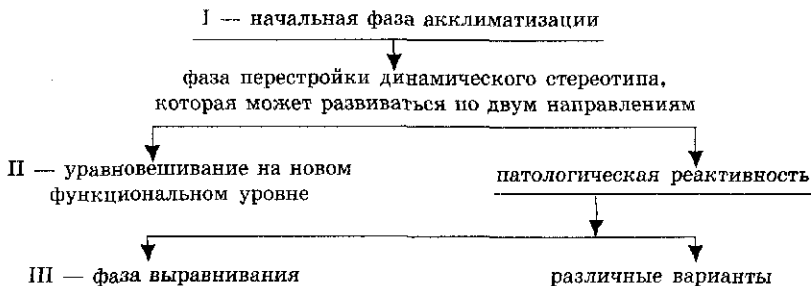 I — начальная фаза акклиматизации
фаза перестройки динамического стереотипа,
которая может развиваться по двум направлениям
II — уравновешивание на новом
функциональном уровне
патологическая реактивность
III — фаза выравнивания
различные варианты